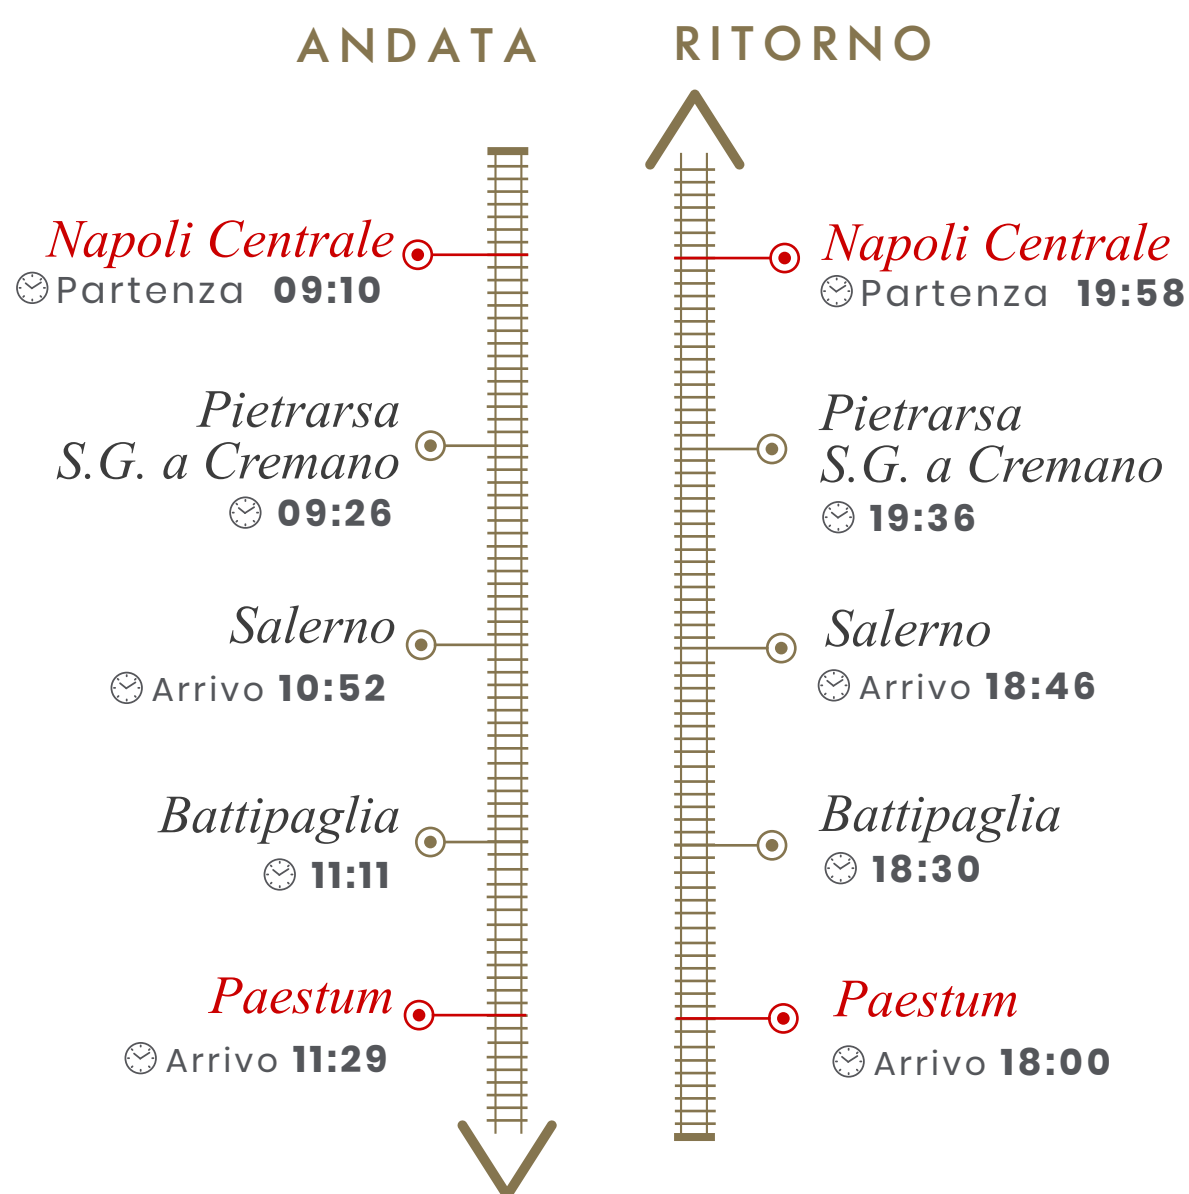 ANDATA
Napoli Centrale
Partenza 09:10
Pietrarsa
S.G. a Cremano
09:26
Salerno
Arrivo 10:52
Battipaglia
11:11
Paestum
Arrivo 11:29
RITORNO
Napoli Centrale
Partenza 19:58
Pietrarsa
S.G. a Cremano
19:36
Salerno
Arrivo 18:46
Battipaglia
18:30
Paestum
Arrivo 18:00